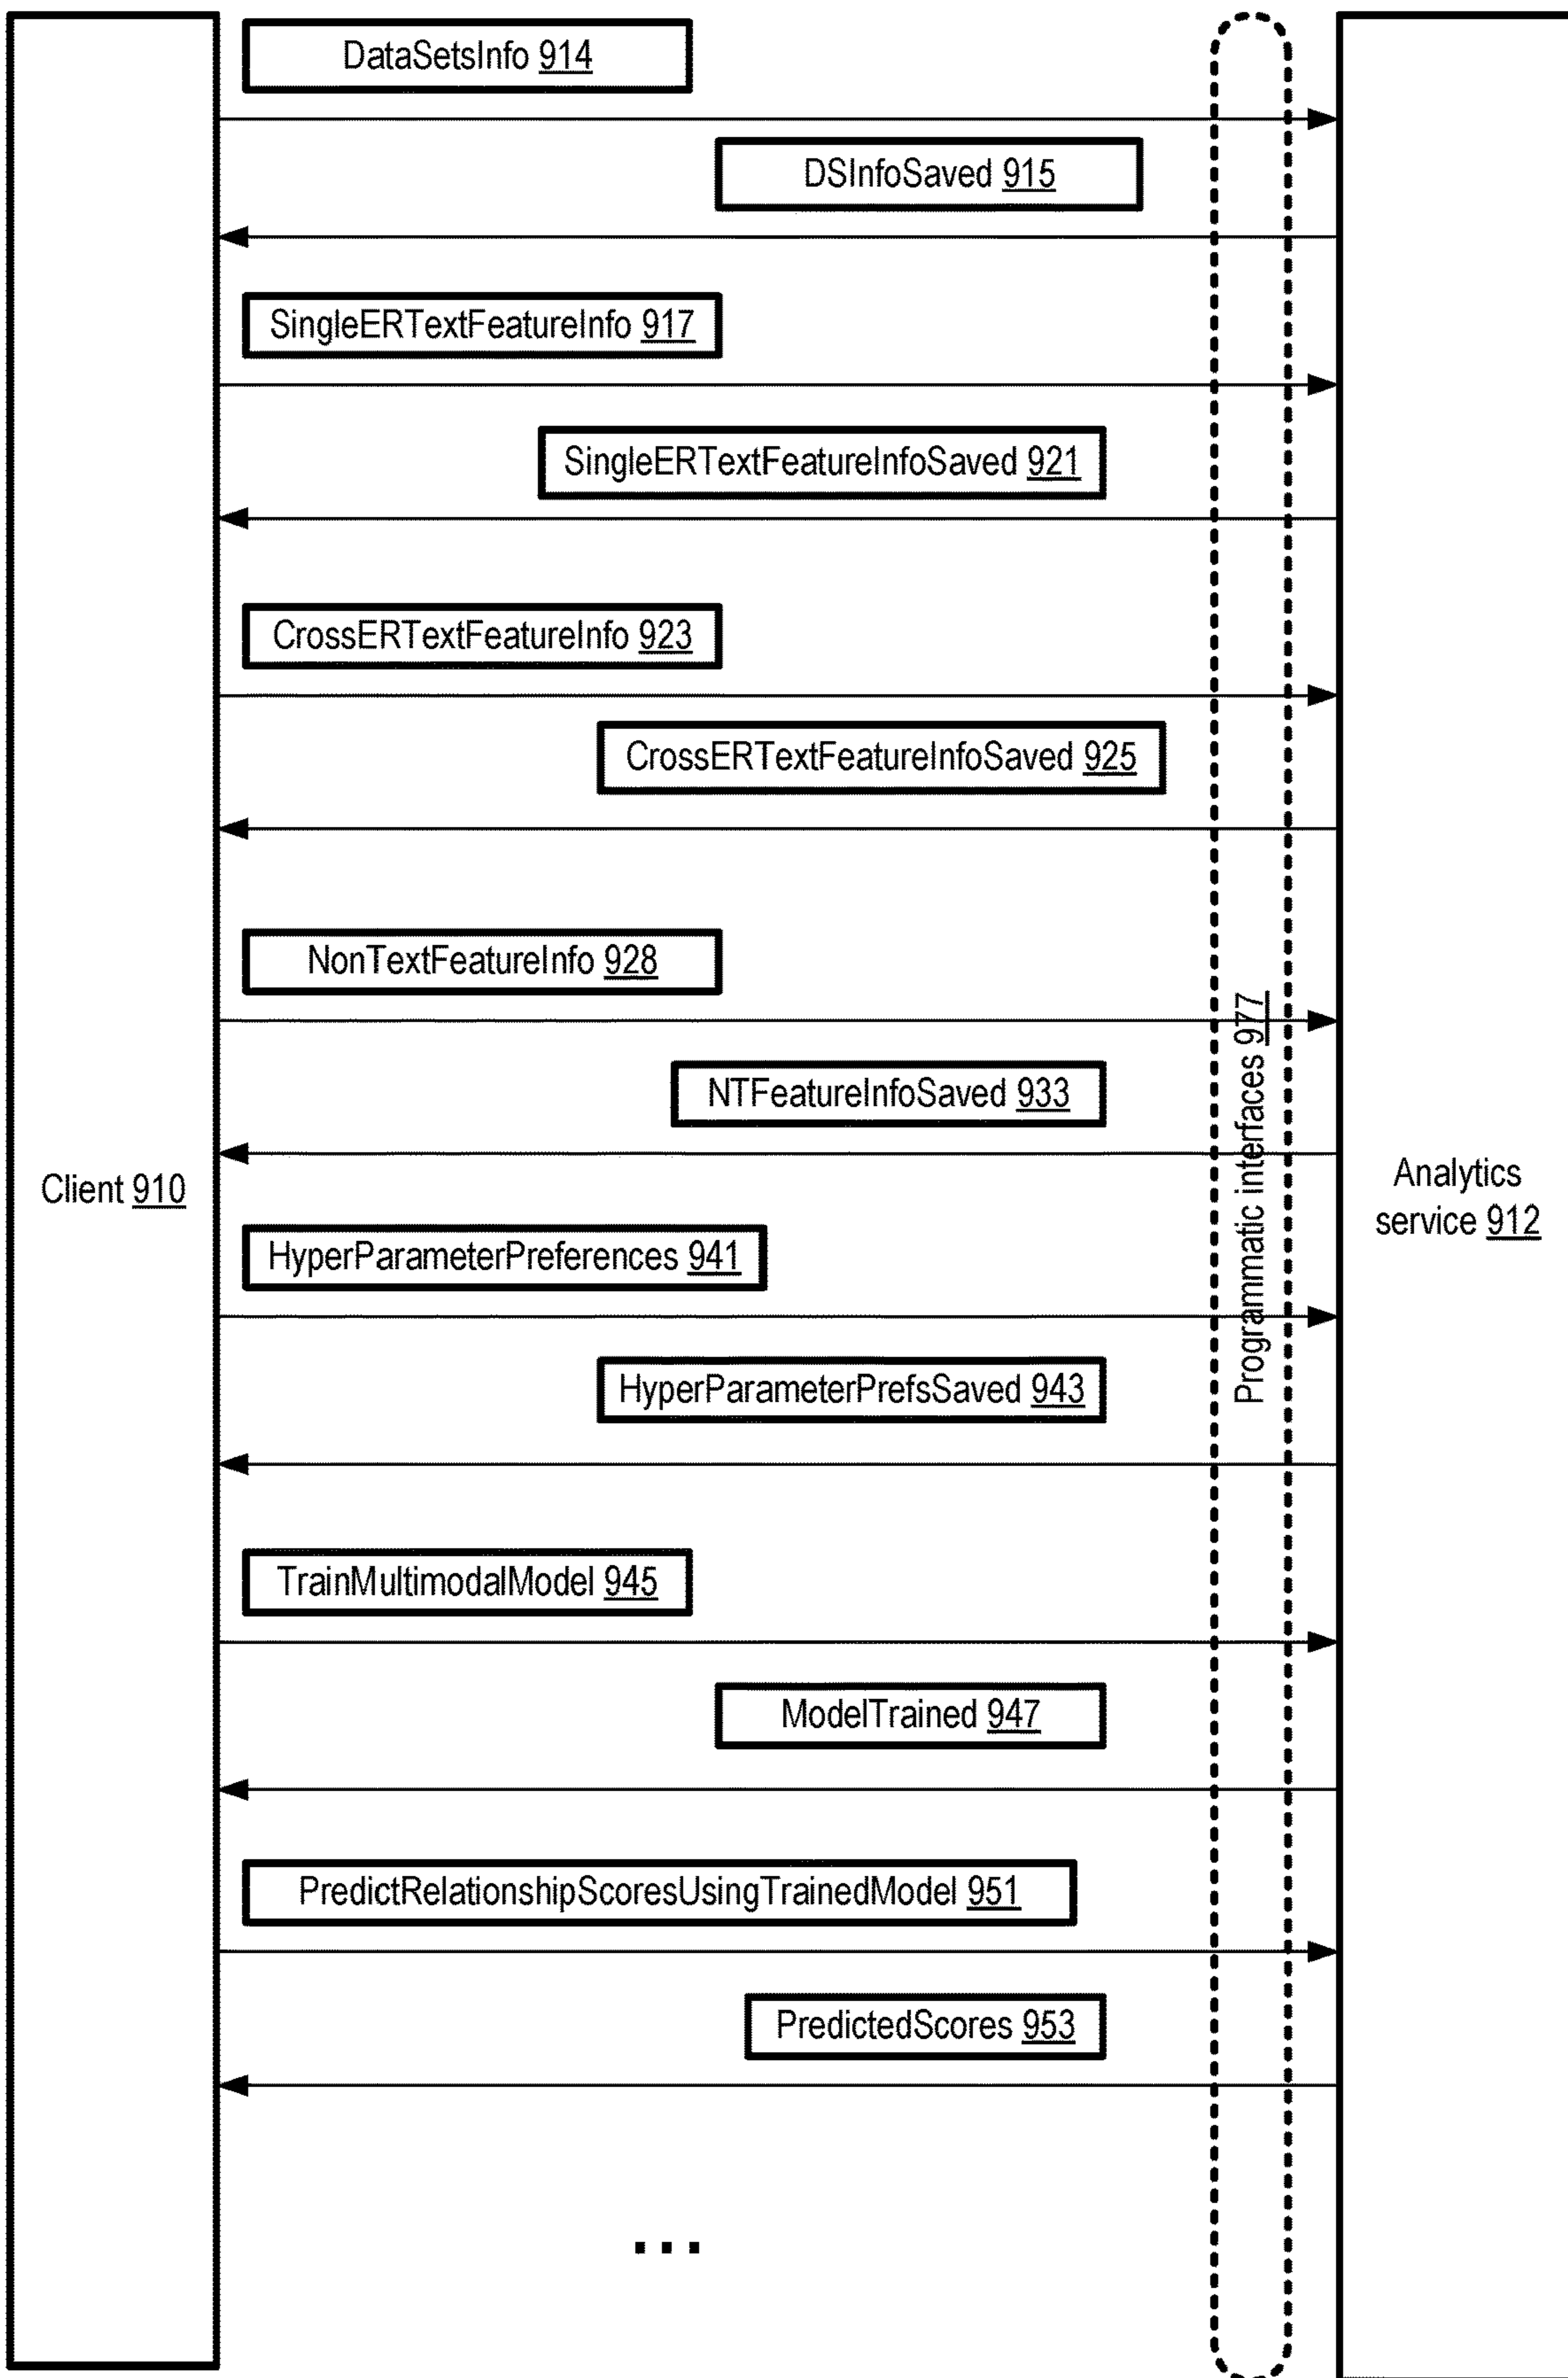 DataSetsInfo 914
DSInfoSaved 915
SingleERTextFeatureInfo 917
SingleERTextFeatureInfoSaved 921
CrossERTextFeatureInfo 923
CrossERTextFeatureInfoSaved 925
NonTextFeatureInfo 928
NTFeatureInfoSaved 933
Client 910
Programmatic interfaces 977
Analytics
service 912
HyperParameterPreferences 941
HyperParameterPrefsSaved 943
TrainMultimodalModel 945
ModelTrained 947
PredictRelationshipScoresUsingTrainedModel 951
PredictedScores 953
...